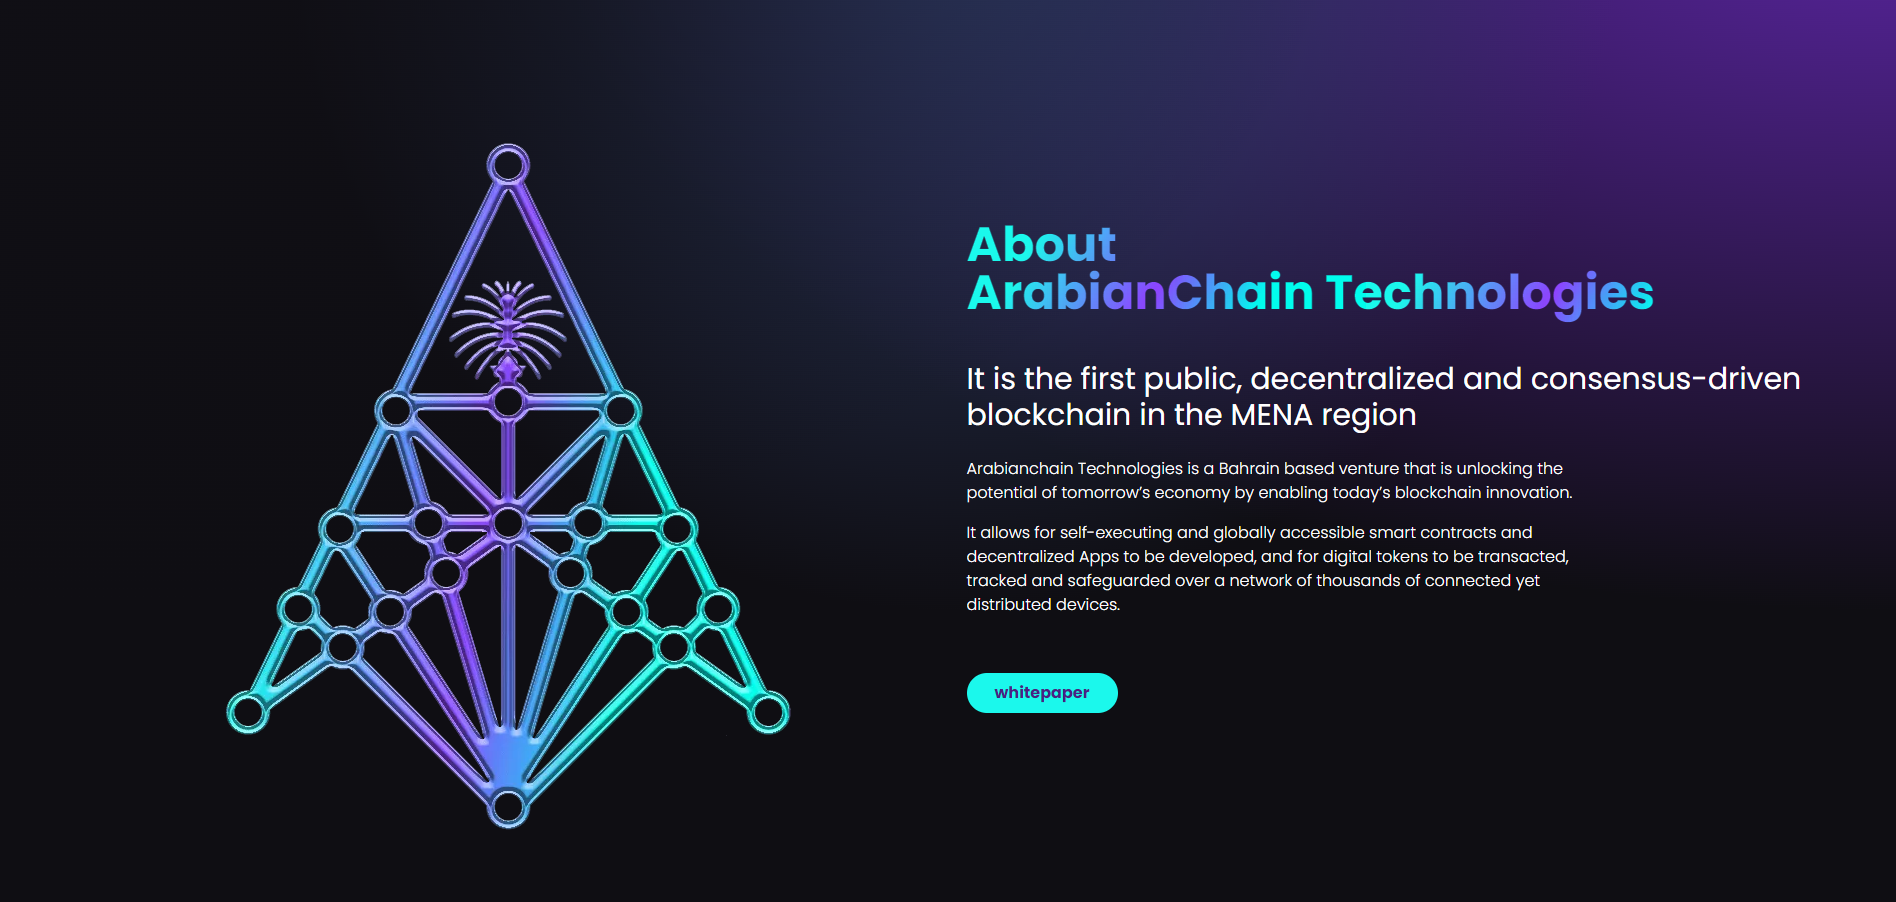 About
ArabianChain Technologies
It is the first public, decentralized and consensus-driven
blockchain in the MENA region
Arabianchain Technologies is a Bahrain based venture that is unlocking the
potential of tomorrow’s economy by enabling today’s blockchain innovation.
It allows for self-executing and globally accessible smart contracts and
decentralized Apps to be developed, and for digital tokens to be transacted,
tracked and safeguarded over a network of thousands of connected yet
distributed devices.
whitepaper